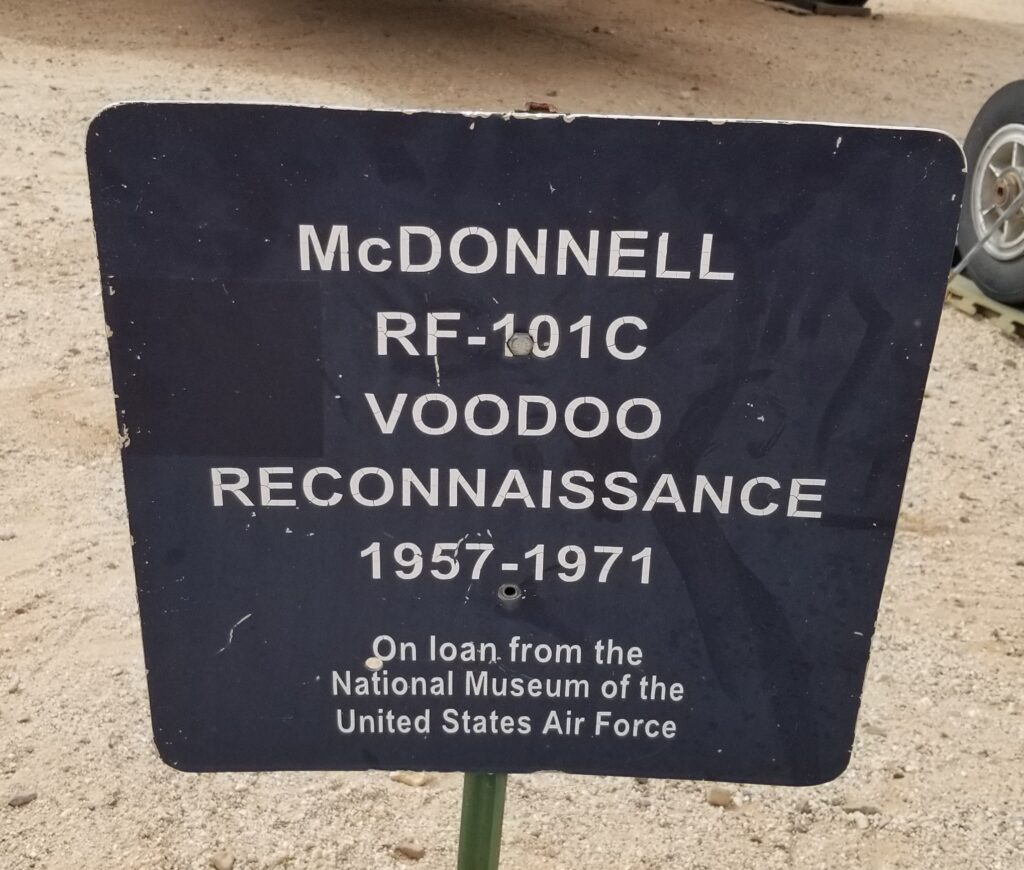 McDONNELL
RF-101C
VOODOO
RECONNAISSANCE
1957-1971
On loan from the
National Museum of the
United States Air Force